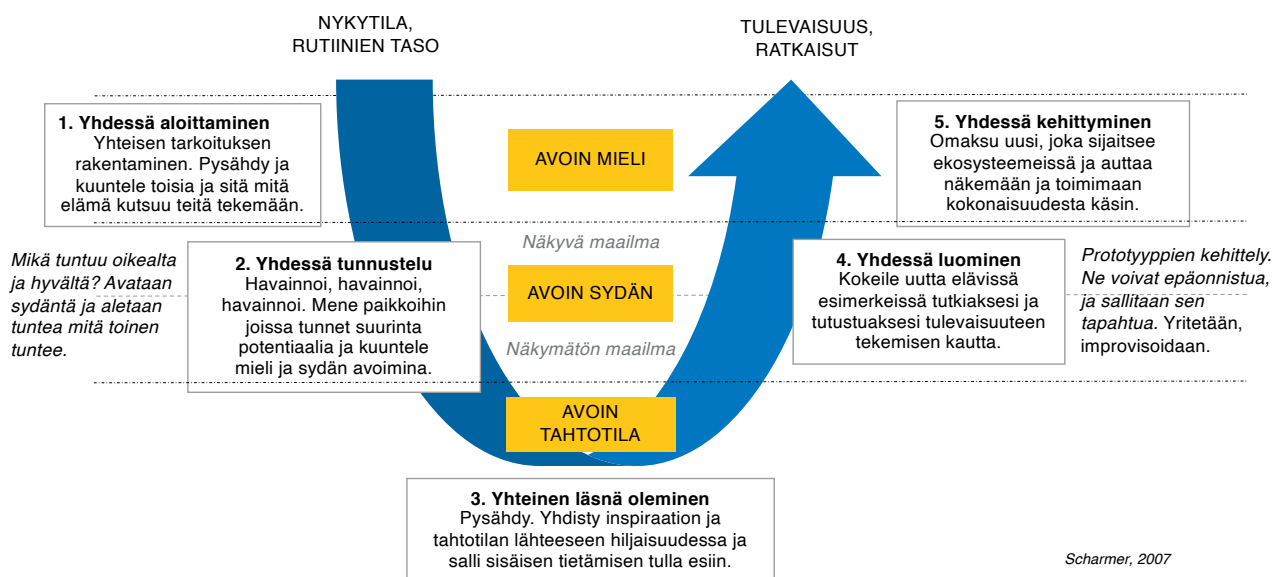 NYKYTILA,
RUTIINIEN TASO
TULEVAISUUS,
RATKAISUT
1. Yhdessä aloittaminen
Yhteisen tarkoituksen
rakentaminen. Pysähdy ja
kuuntele toisia ja sitä mitä
elämä kutsuu teitä tekemään.
AVOIN MIELI
5. Yhdessä kehittyminen
Omaksu uusi, joka sijaitsee
ekosysteemeissä ja auttaa
näkemään ja toimimaan
kokonaisuudesta käsin.
Mikä tuntuu oikealta
ja hyvältä? Avataan
sydäntä ja aletaan
tuntea mitä toinen
tuntee.
2. Yhdessä tunnustelu
Havainnoi, havainnoi,
havainnoi. Mene paikkoihin
joissa tunnet suurinta
potentiaalia ja kuuntele
mieli ja sydän avoimina.
Näkyvä maailma
AVOIN SYDÄN
Näkymätön maailma
4. Yhdessä luominen
Kokeile uutta elävissä
esimerkeissä tutkiaksesi ja
tutustuaksesi tulevaisuuteen
tekemisen kautta.
Prototyyppien kehittely.
Ne voivat epäonnistua,
ja sallitaan sen
tapahtua. Yritetään,
improvisoidaan.
AVOIN
TAHTOTILA
3. Yhteinen läsnä oleminen
Pysähdy. Yhdisty inspiraation ja
tahtotilan lähteeseen hiljaisuudessa ja
salli sisäisen tietämisen tulla esiin.
Scharmer, 2007